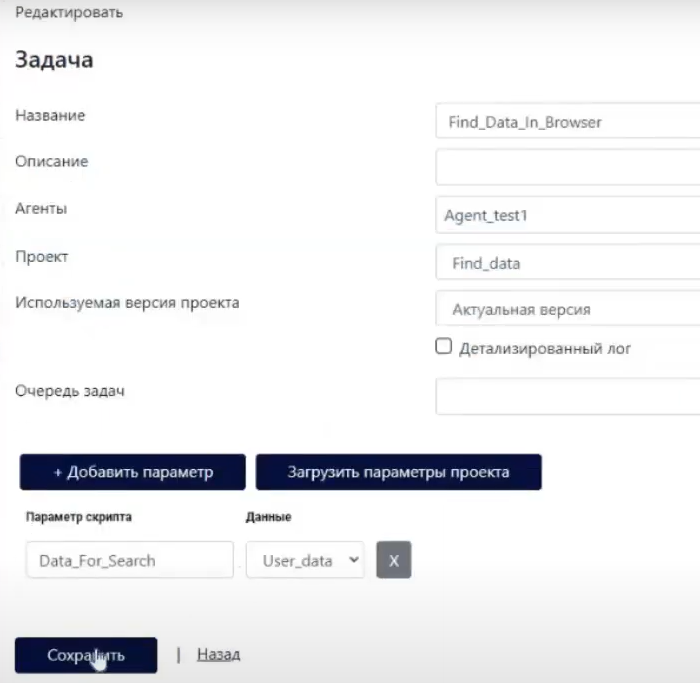 Редактировать
Задача
Название
Find_Data_In_Browser
Описание
Агенты
Agent_test1
Проект
Find_data
Используемая версия проекта
Актуальная версия
Детализированный лог
Очередь задач
+ Добавить параметр
Загрузить параметры проекта
Параметр скрипта Данные
Data_For_Search User_data X
Сохранить | Назад